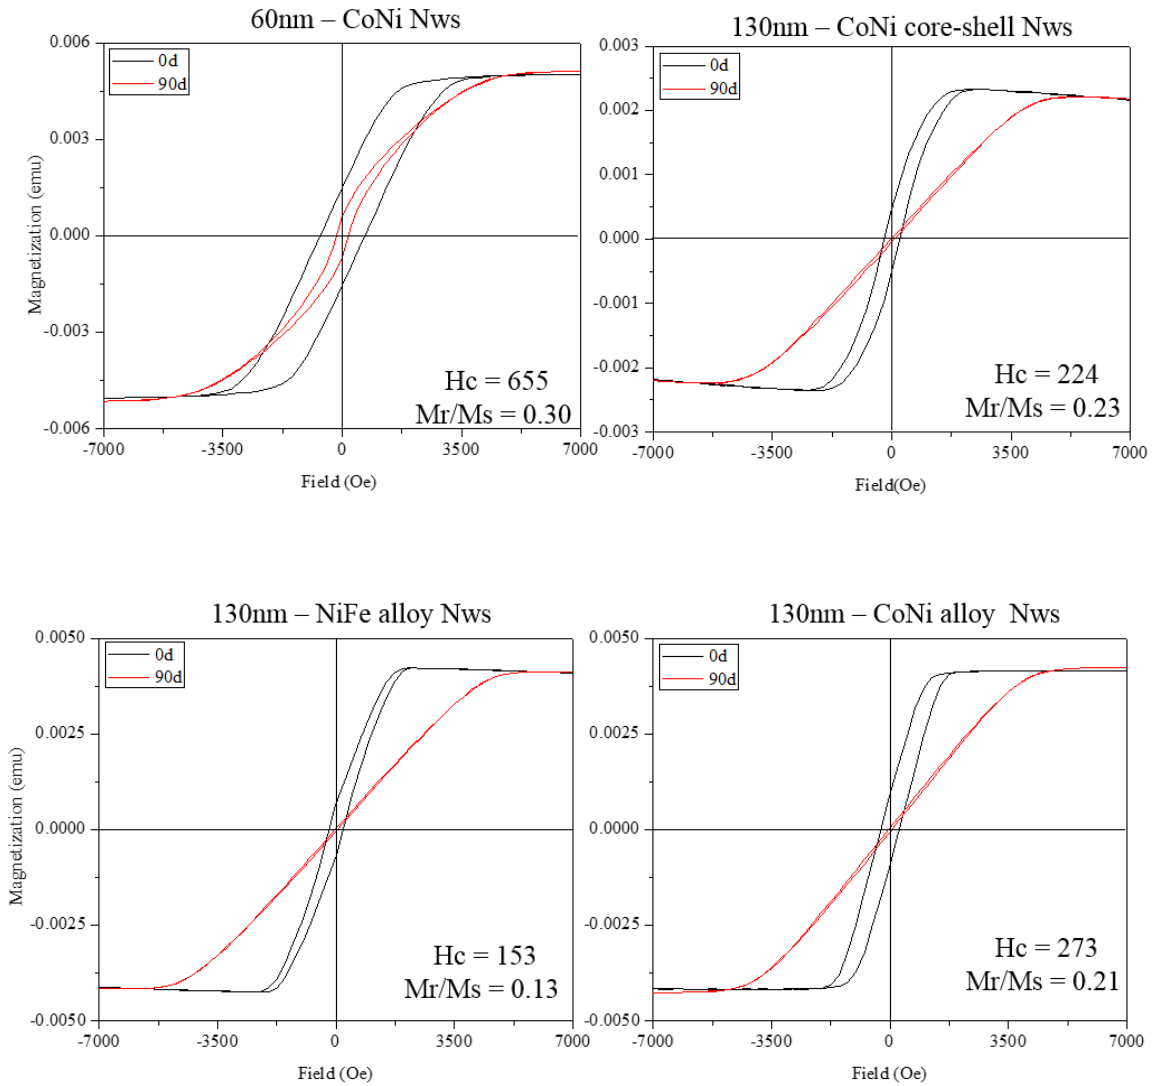 60nm – CoNi Nws
0d
90d
Magnetization (emu)
0.006
0.003
0.000
-0.003
-0.006
Hc = 655
Mr/Ms = 0.30
-7000 -3500 0 3500 7000
Field (Oe)
130nm – CoNi core-shell Nws
0d
90d
0.003
0.002
0.001
0.000
-0.001
-0.002
-0.003
Hc = 224
Mr/Ms = 0.23
-7000 -3500 0 3500 7000
Field(Oe)
130nm – NiFe alloy Nws
0d
90d
Magnetization (emu)
0.0050
0.0025
0.0000
-0.0025
-0.0050
Hc = 153
Mr/Ms = 0.13
-7000 -3500 0 3500 7000
Field (Oe)
130nm – CoNi alloy Nws
0d
90d
0.0050
0.0025
0.0000
-0.0025
-0.0050
Hc = 273
Mr/Ms = 0.21
-7000 -3500 0 3500 7000
Field (Oe)